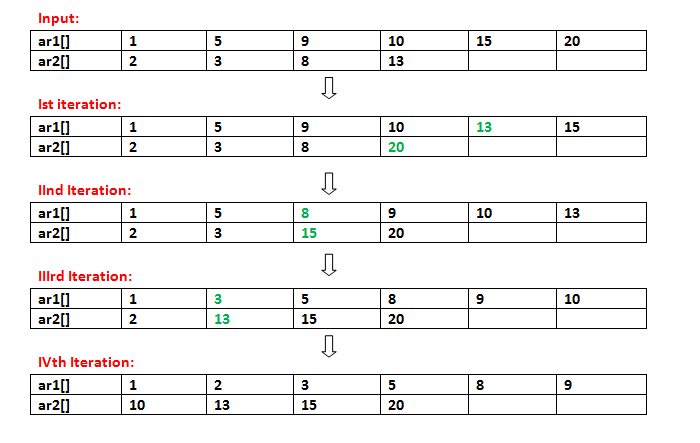 Input:
ar1[] 1 5 9 10 15 20
ar2[] 2 3 8 13
Ist iteration:
ar1[] 1 5 9 10 13 15
ar2[] 2 3 8 20
IInd Iteration:
ar1[] 1 5 8 9 10 13
ar2[] 2 3 15 20
IIIrd Iteration:
ar1[] 1 3 5 8 9 10
ar2[] 2 13 15 20
IVth Iteration:
ar1[] 1 2 3 5 8 9
ar2[] 10 13 15 20